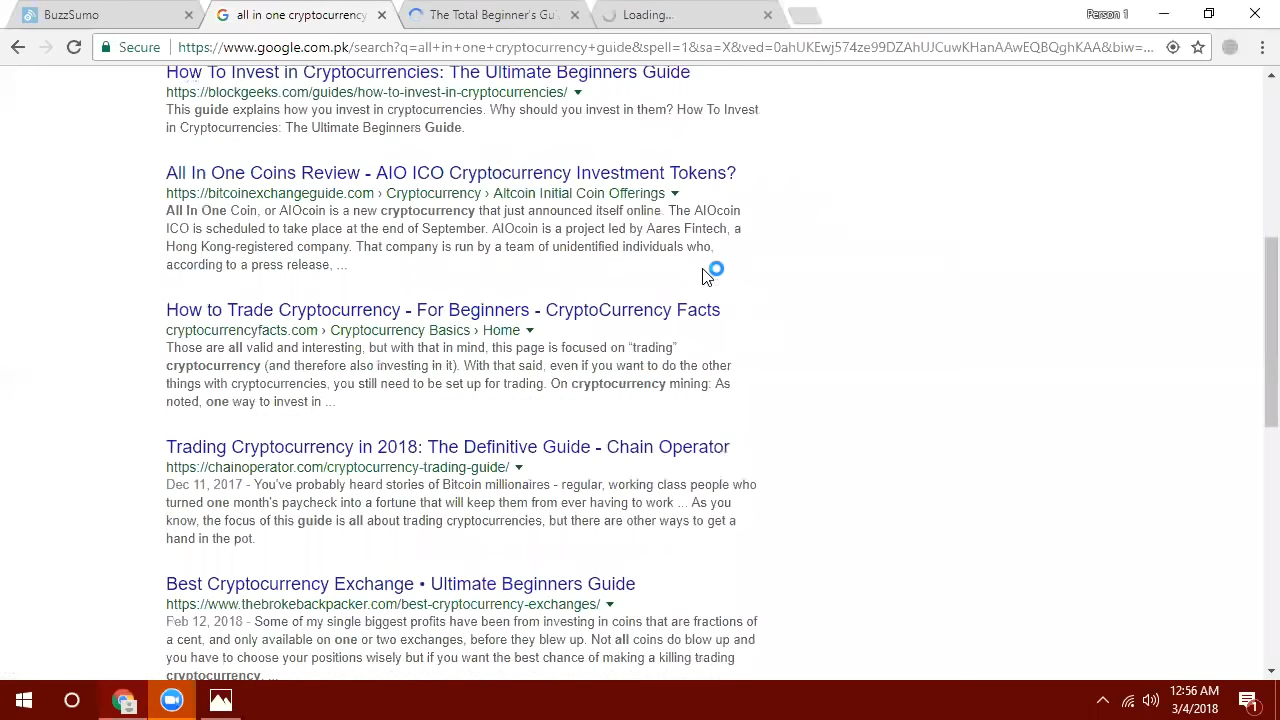 BuzzSumo
all in one cryptocurrency
The Total Beginner's Gu
Loading...
Person 1
Secure
https://www.google.com.pk/search?q=all+in+one+cryptocurrency+guide&spell=1&sa=X&ved=0ahUKEwj574ze99DZAhUJCuwKHanAAwEQBQghKAA&biw=...
How To Invest in Cryptocurrencies: The Ultimate Beginners Guide
https://blockgeeks.com/guides/how-to-invest-in-cryptocurrencies/
This guide explains how you invest in cryptocurrencies. Why should you invest in them? How To Invest
in Cryptocurrencies: The Ultimate Beginners Guide.
All In One Coins Review - AIO ICO Cryptocurrency Investment Tokens?
https://bitcoinexchangeguide.com › Cryptocurrency › Altcoin Initial Coin Offerings
All In One Coin, or AIOcoin is a new cryptocurrency that just announced itself online. The AIOcoin
ICO is scheduled to take place at the end of September. AIOcoin is a project led by Aares Fintech, a
Hong Kong-registered company. That company is run by a team of unidentified individuals who,
according to a press release, ...
How to Trade Cryptocurrency - For Beginners - CryptoCurrency Facts
cryptocurrencyfacts.com › Cryptocurrency Basics › Home
Those are all valid and interesting, but with that in mind, this page is focused on “trading”
cryptocurrency (and therefore also investing in it). With that said, even if you want to do the other
things with cryptocurrencies, you still need to be set up for trading. On cryptocurrency mining: As
noted, one way to invest in ...
Trading Cryptocurrency in 2018: The Definitive Guide - Chain Operator
https://chainoperator.com/cryptocurrency-trading-guide/
Dec 11, 2017 - You've probably heard stories of Bitcoin millionaires - regular, working class people who
turned one month's paycheck into a fortune that will keep them from ever having to work ... As you
know, the focus of this guide is all about trading cryptocurrencies, but there are other ways to get a
hand in the pot.
Best Cryptocurrency Exchange • Ultimate Beginners Guide
https://www.thebrokebackpacker.com/best-cryptocurrency-exchanges/
Feb 12, 2018 - Some of my single biggest profits have been from investing in coins that are fractions of
a cent, and only available on one or two exchanges, before they blew up. Not all coins do blow up and
you have to choose your positions wisely but if you want the best chance of making a killing trading
cryptocurrency, ...
12:56 AM
3/4/2018
1